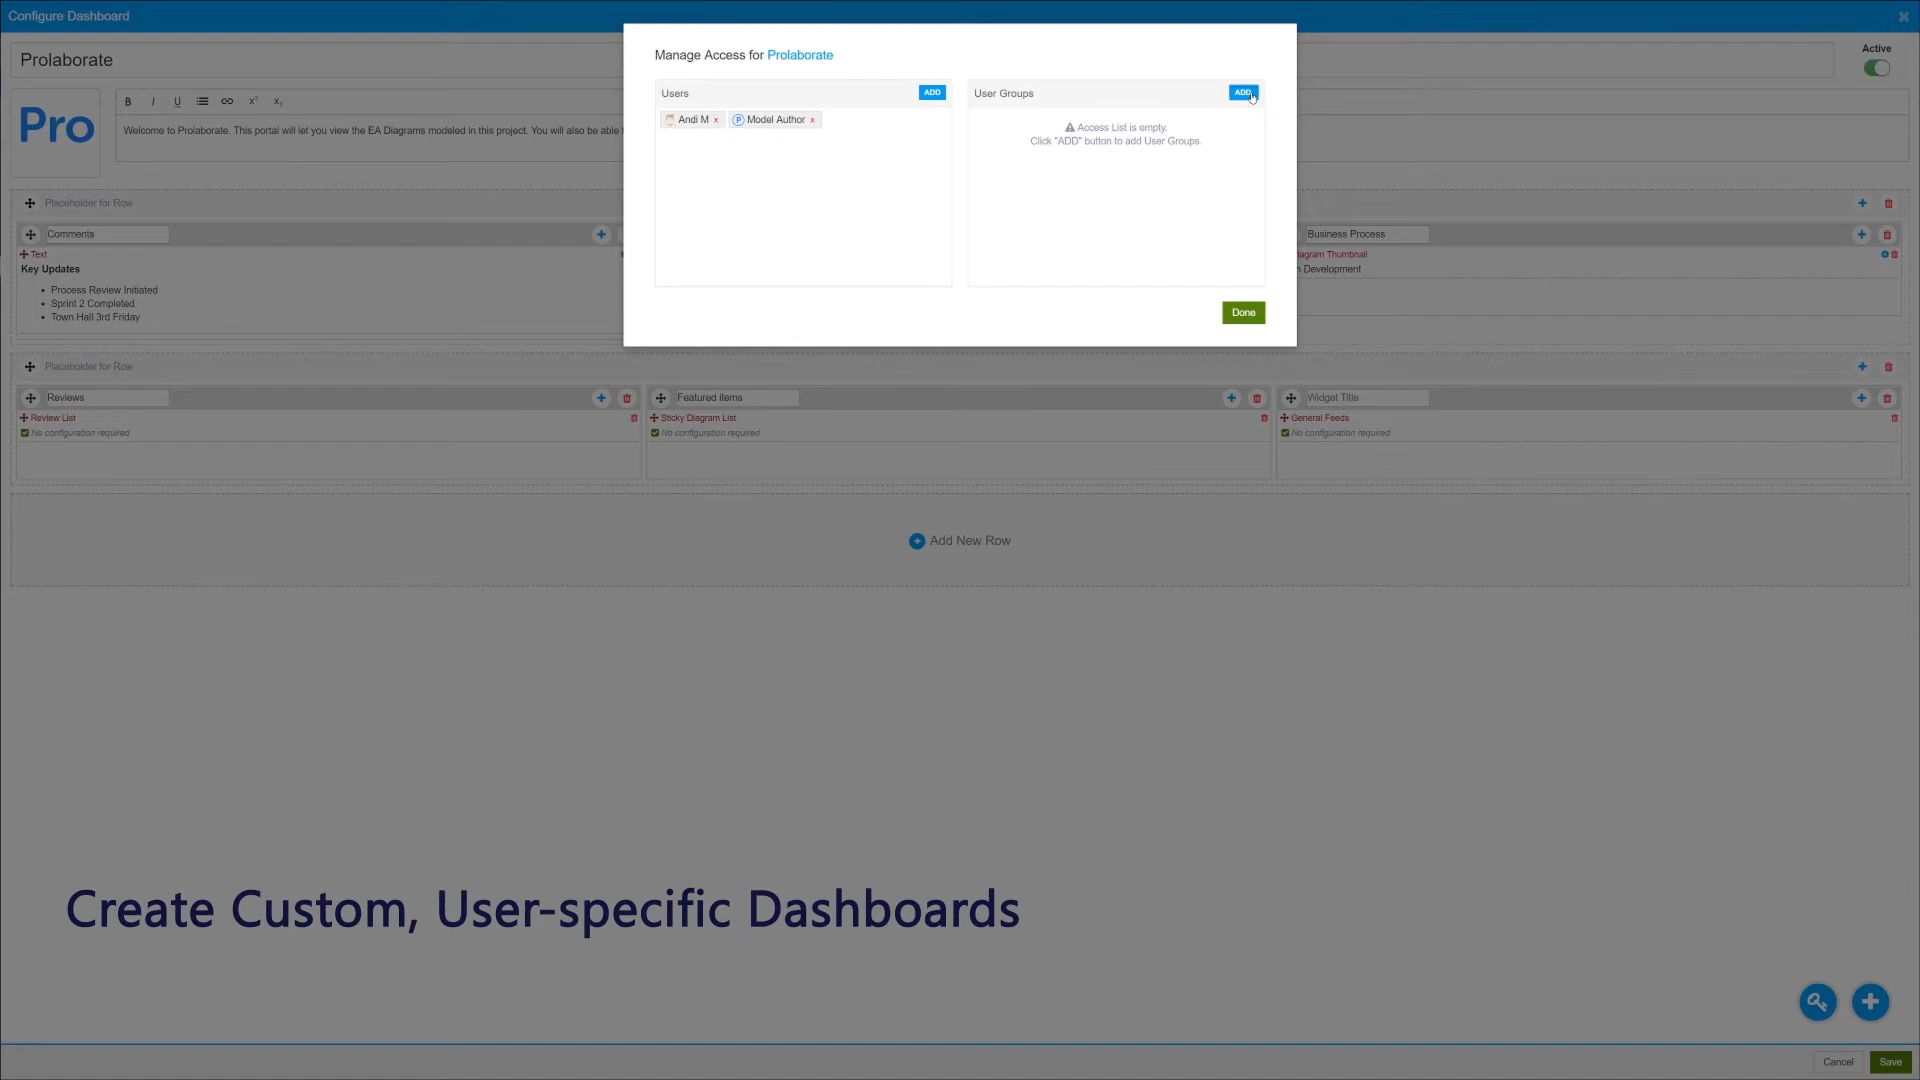 Configure Dashboard
Manage Access for Prolaborate
Prolaborate
Active
Users
ADD
User Groups
ADD
Andi M x
Model Author x
Access List is empty.
Click "ADD" button to add User Groups.
Done
Pro
B I U x² x₂
Welcome to Prolaborate. This portal will let you view the EA Diagrams modeled in this project. You will also be able
Placeholder for Row
Comments
Text
Key Updates
Process Review Initiated
Sprint 2 Completed.
Town Hall 3rd Friday
Business Process
agram Thumbnail
n Development
Placeholder for Row
Reviews
Review List
No configuration required
Featured items
Sticky Diagram List
No configuration required
Widget Title
General Feeds
No configuration required
Add New Row
Create Custom, User-specific Dashboards
Cancel
Save